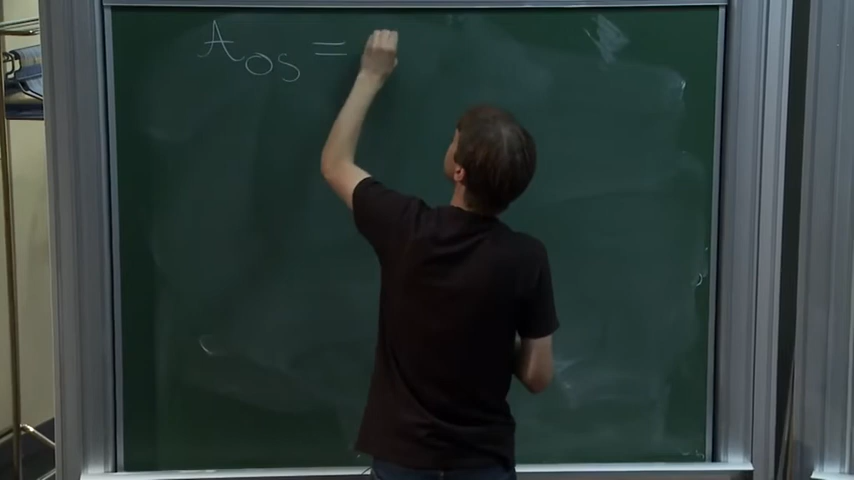 A_OS =